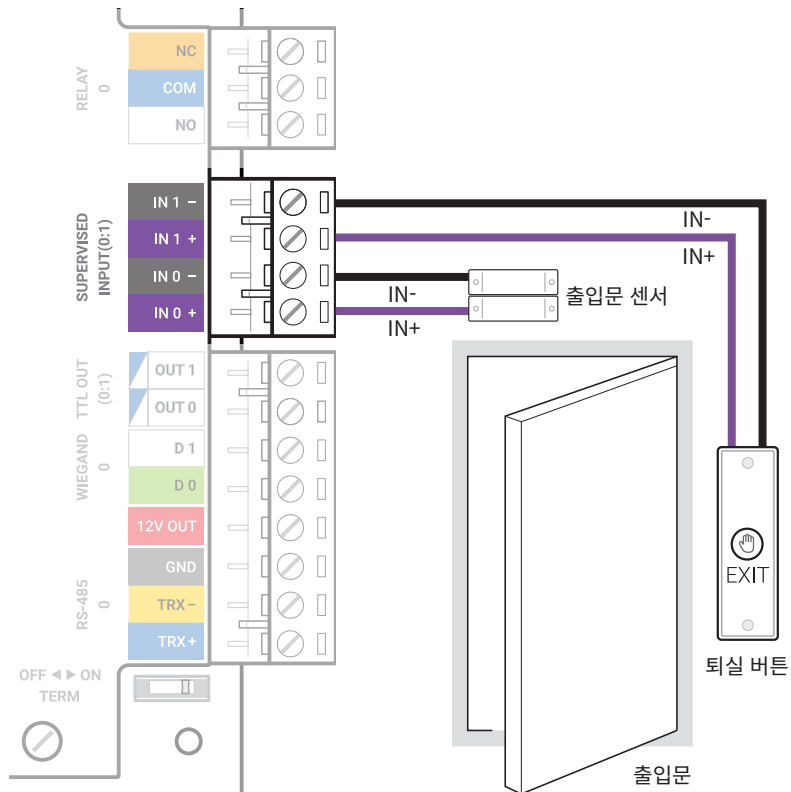 RELAY
0
NC
COM
NO
SUPERVISED
INPUT(0:1)
IN 1 −
IN 1 +
IN 0 −
IN 0 +
IN-
IN+
IN-
IN+
출입문 센서
TTL OUT
(0:1)
OUT 1
OUT 0
WIEGAND
0
D 1
D 0
12V OUT
RS-485
0
GND
TRX −
TRX +
OFF ◀ ▶ ON
TERM
EXIT
퇴실 버튼
출입문